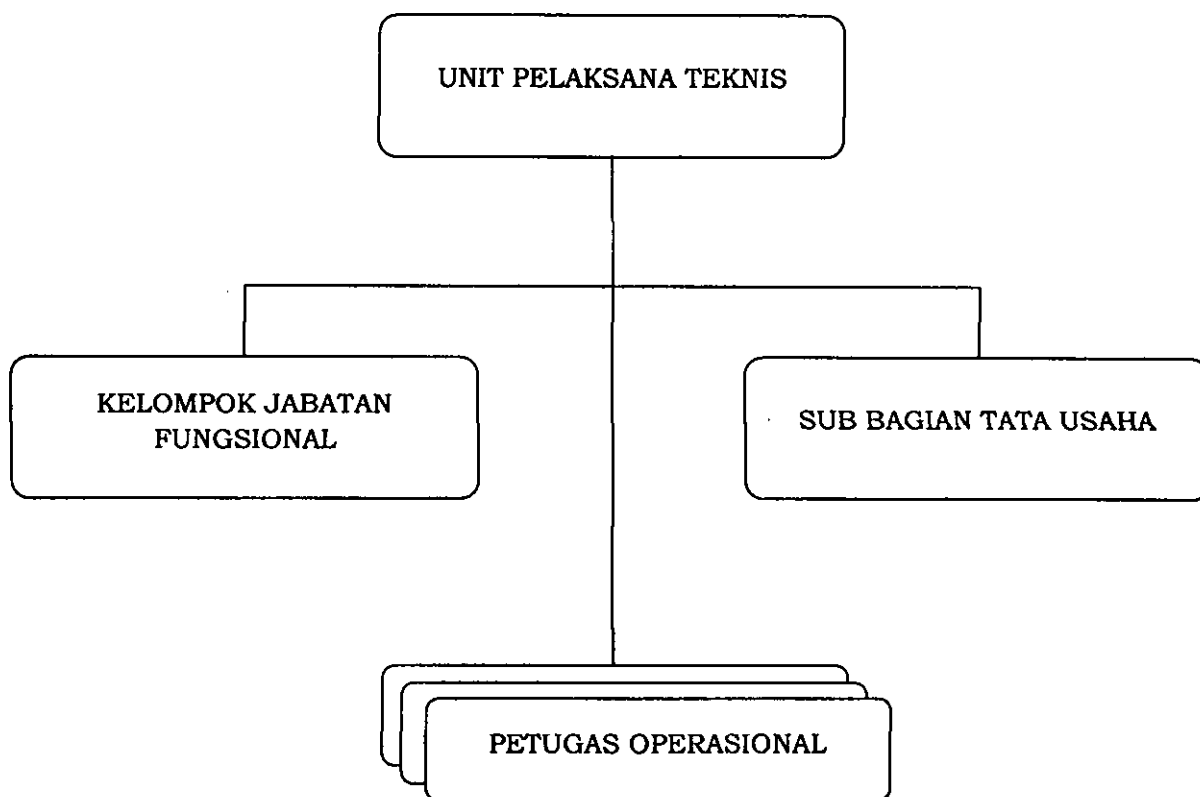 UNIT PELAKSANA TEKNIS
KELOMPOK JABATAN
FUNGSIONAL
SUB BAGIAN TATA USAHA
PETUGAS OPERASIONAL